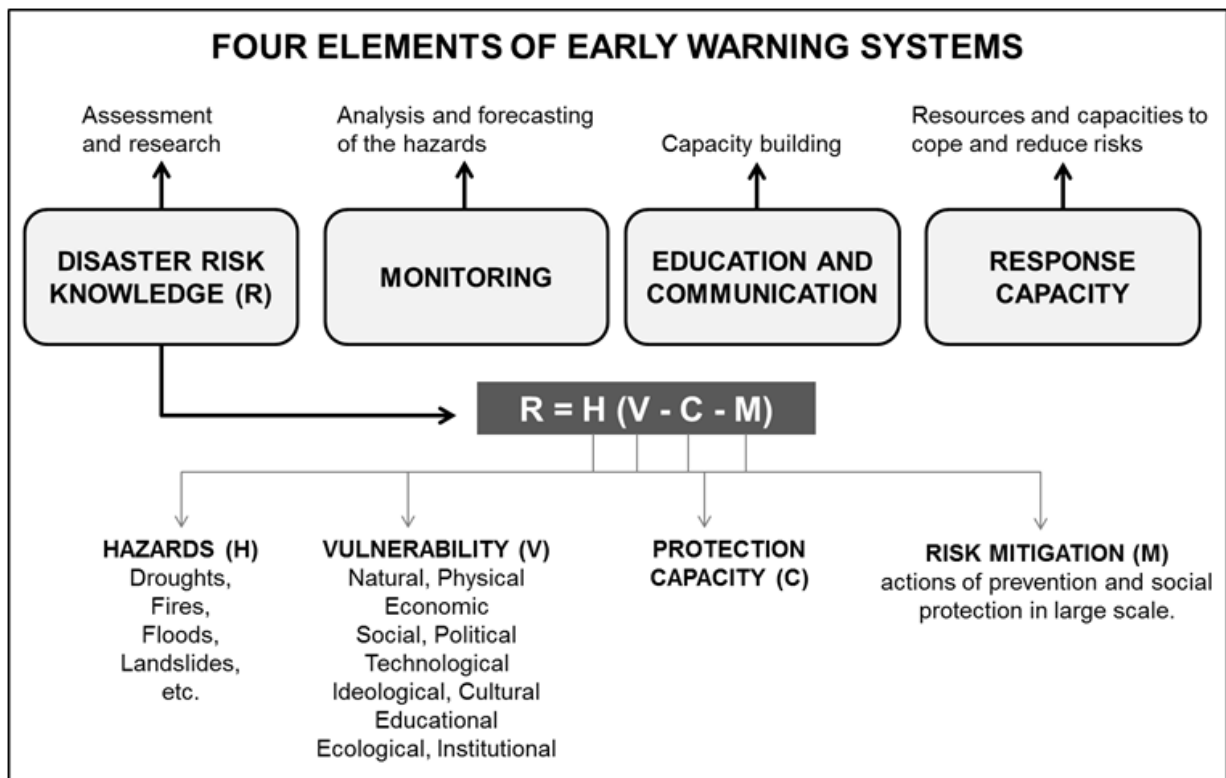 FOUR ELEMENTS OF EARLY WARNING SYSTEMS
Assessment
and research
Analysis and forecasting
of the hazards
Capacity building
Resources and capacities to
cope and reduce risks
DISASTER RISK
KNOWLEDGE (R)
MONITORING
EDUCATION AND
COMMUNICATION
RESPONSE
CAPACITY
R = H (V - C - M)
HAZARDS (H)
Droughts,
Fires,
Floods,
Landslides,
etc.
VULNERABILITY (V)
Natural, Physical
Economic
Social, Political
Technological
Ideological, Cultural
Educational
Ecological, Institutional
PROTECTION
CAPACITY (C)
RISK MITIGATION (M)
actions of prevention and social
protection in large scale.